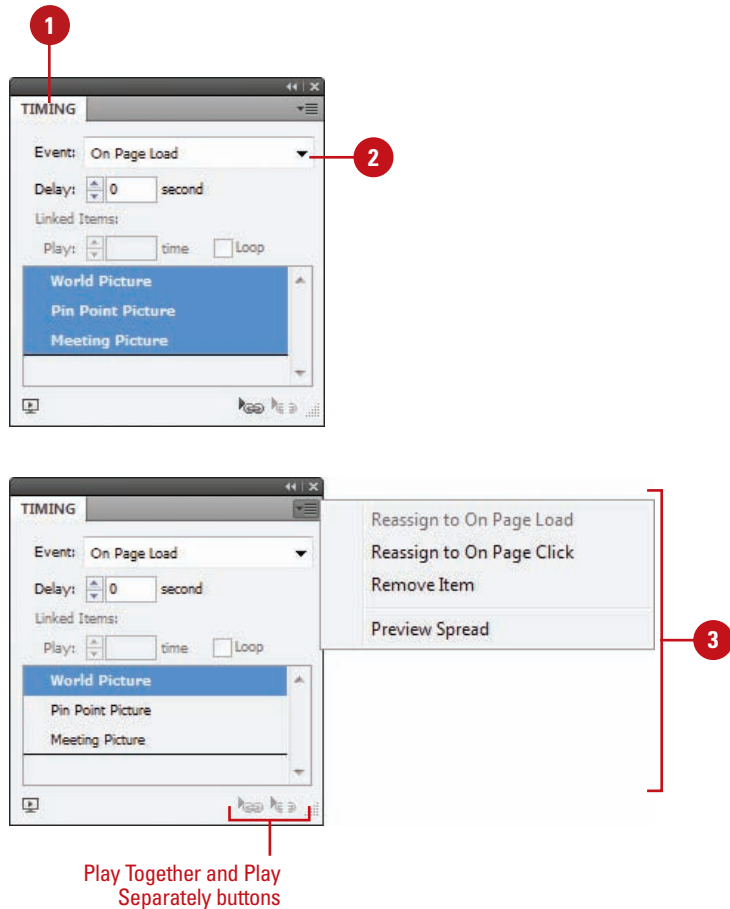 1
TIMING
Event: On Page Load
2
Delay: 0 second
Linked Items:
Play: time Loop
World Picture
Pin Point Picture
Meeting Picture
TIMING
Event: On Page Load
Delay: 0 second
Linked Items:
Play: time Loop
World Picture
Pin Point Picture
Meeting Picture
Reassign to On Page Load
Reassign to On Page Click
Remove Item
Preview Spread
3
Play Together and Play
Separately buttons